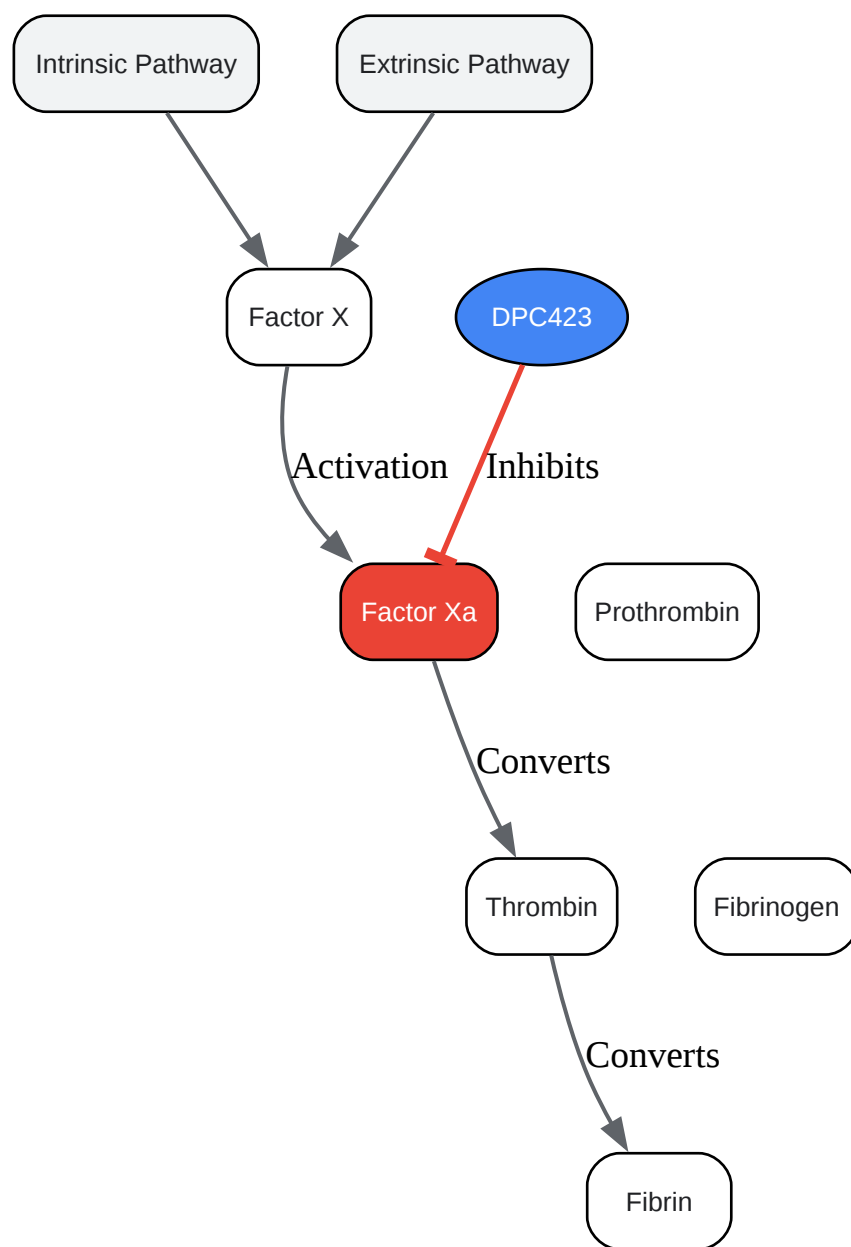 Intrinsic Pathway
Extrinsic Pathway
Factor X
DPC423
Activation
Inhibits
Factor Xa
Prothrombin
Converts
Thrombin
Fibrinogen
Converts
Fibrin